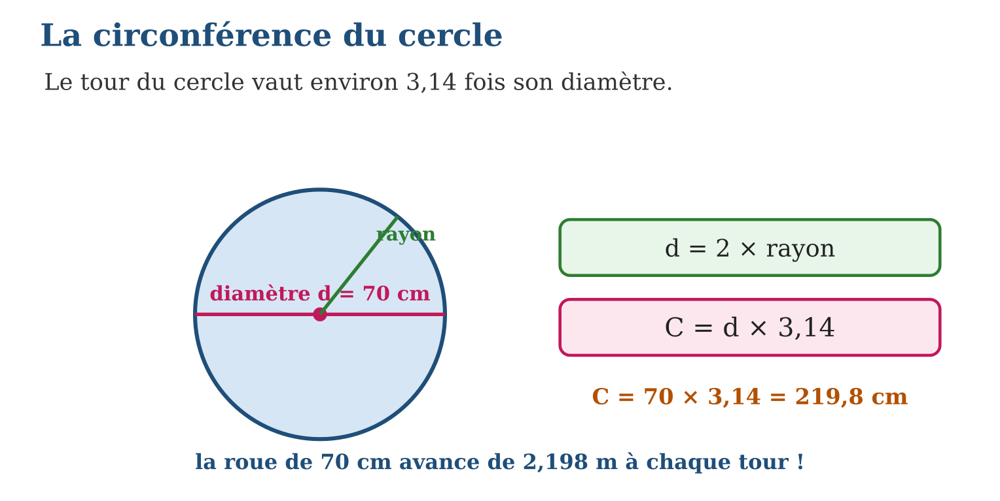 La circonférence du cercle
Le tour du cercle vaut environ 3,14 fois son diamètre.
rayon
diamètre d = 70 cm
d = 2 × rayon
C = d × 3,14
C = 70 × 3,14 = 219,8 cm
la roue de 70 cm avance de 2,198 m à chaque tour !